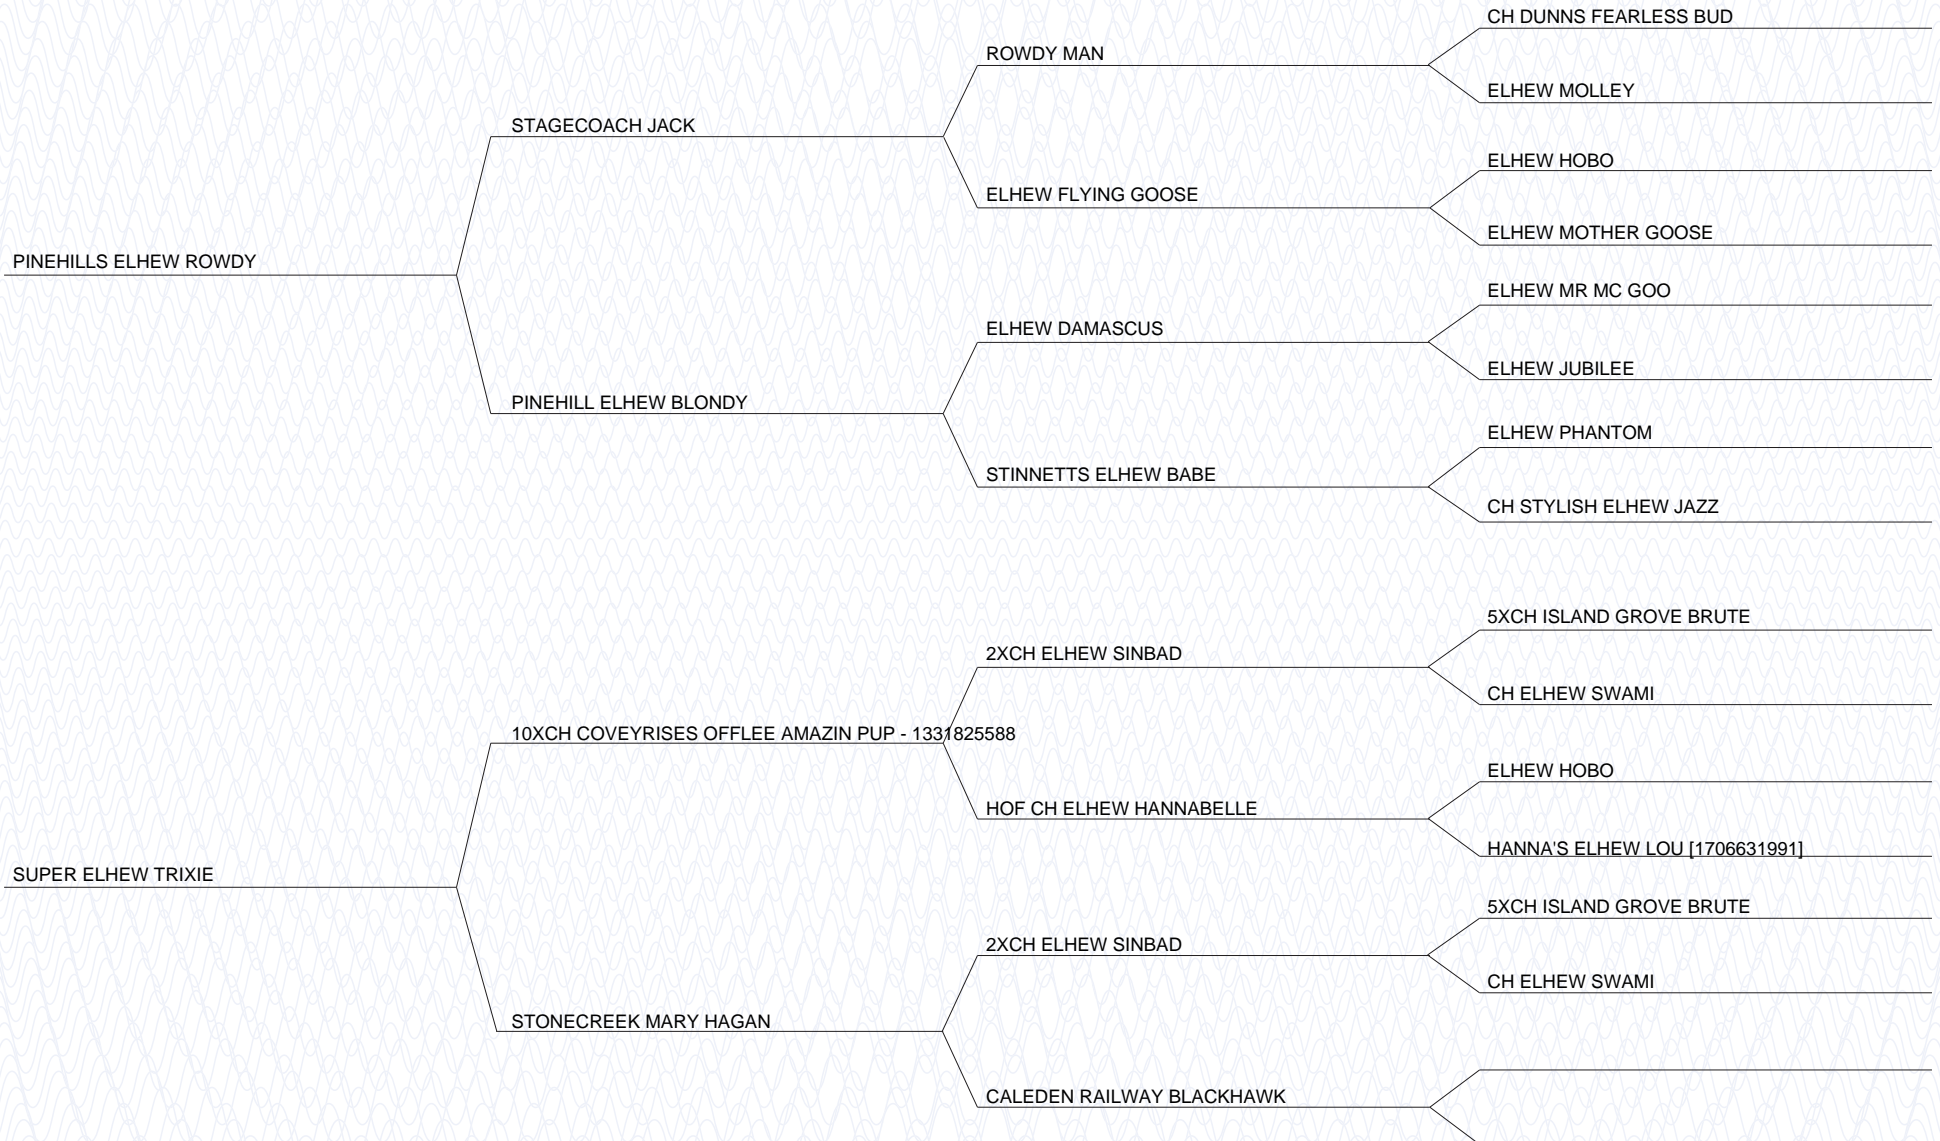 CH DUNNS FEARLESS BUD
ROWDY MAN
ELHEW MOLLEY
STAGECOACH JACK
ELHEW HOBO
ELHEW FLYING GOOSE
ELHEW MOTHER GOOSE
PINEHILLS ELHEW ROWDY
ELHEW MR MC GOO
ELHEW DAMASCUS
ELHEW JUBILEE
PINEHILL ELHEW BLONDY
ELHEW PHANTOM
STINNETTS ELHEW BABE
CH STYLISH ELHEW JAZZ
5XCH ISLAND GROVE BRUTE
2XCH ELHEW SINBAD
CH ELHEW SWAMI
10XCH COVEYRISES OFFLEE AMAZIN PUP - 1331825588
ELHEW HOBO
HOF CH ELHEW HANNABELLE
HANNA'S ELHEW LOU [1706631991]
SUPER ELHEW TRIXIE
5XCH ISLAND GROVE BRUTE
2XCH ELHEW SINBAD
CH ELHEW SWAMI
STONECREEK MARY HAGAN
CALEDEN RAILWAY BLACKHAWK